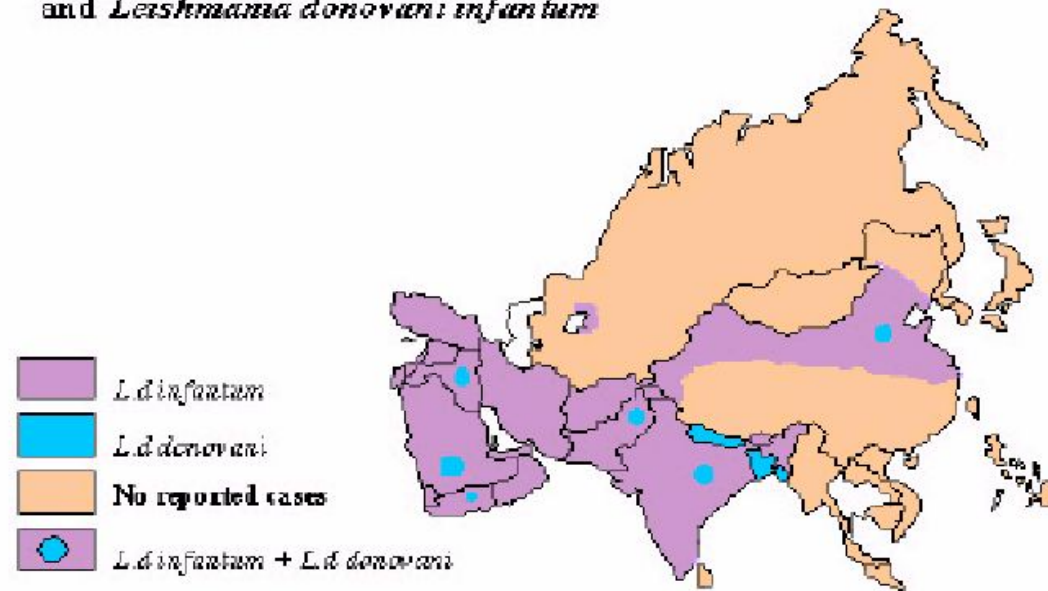 and Leishmania donovani infantum
L.d infantum
L.d donovani
No reported cases
L.d infantum + L.d donovani